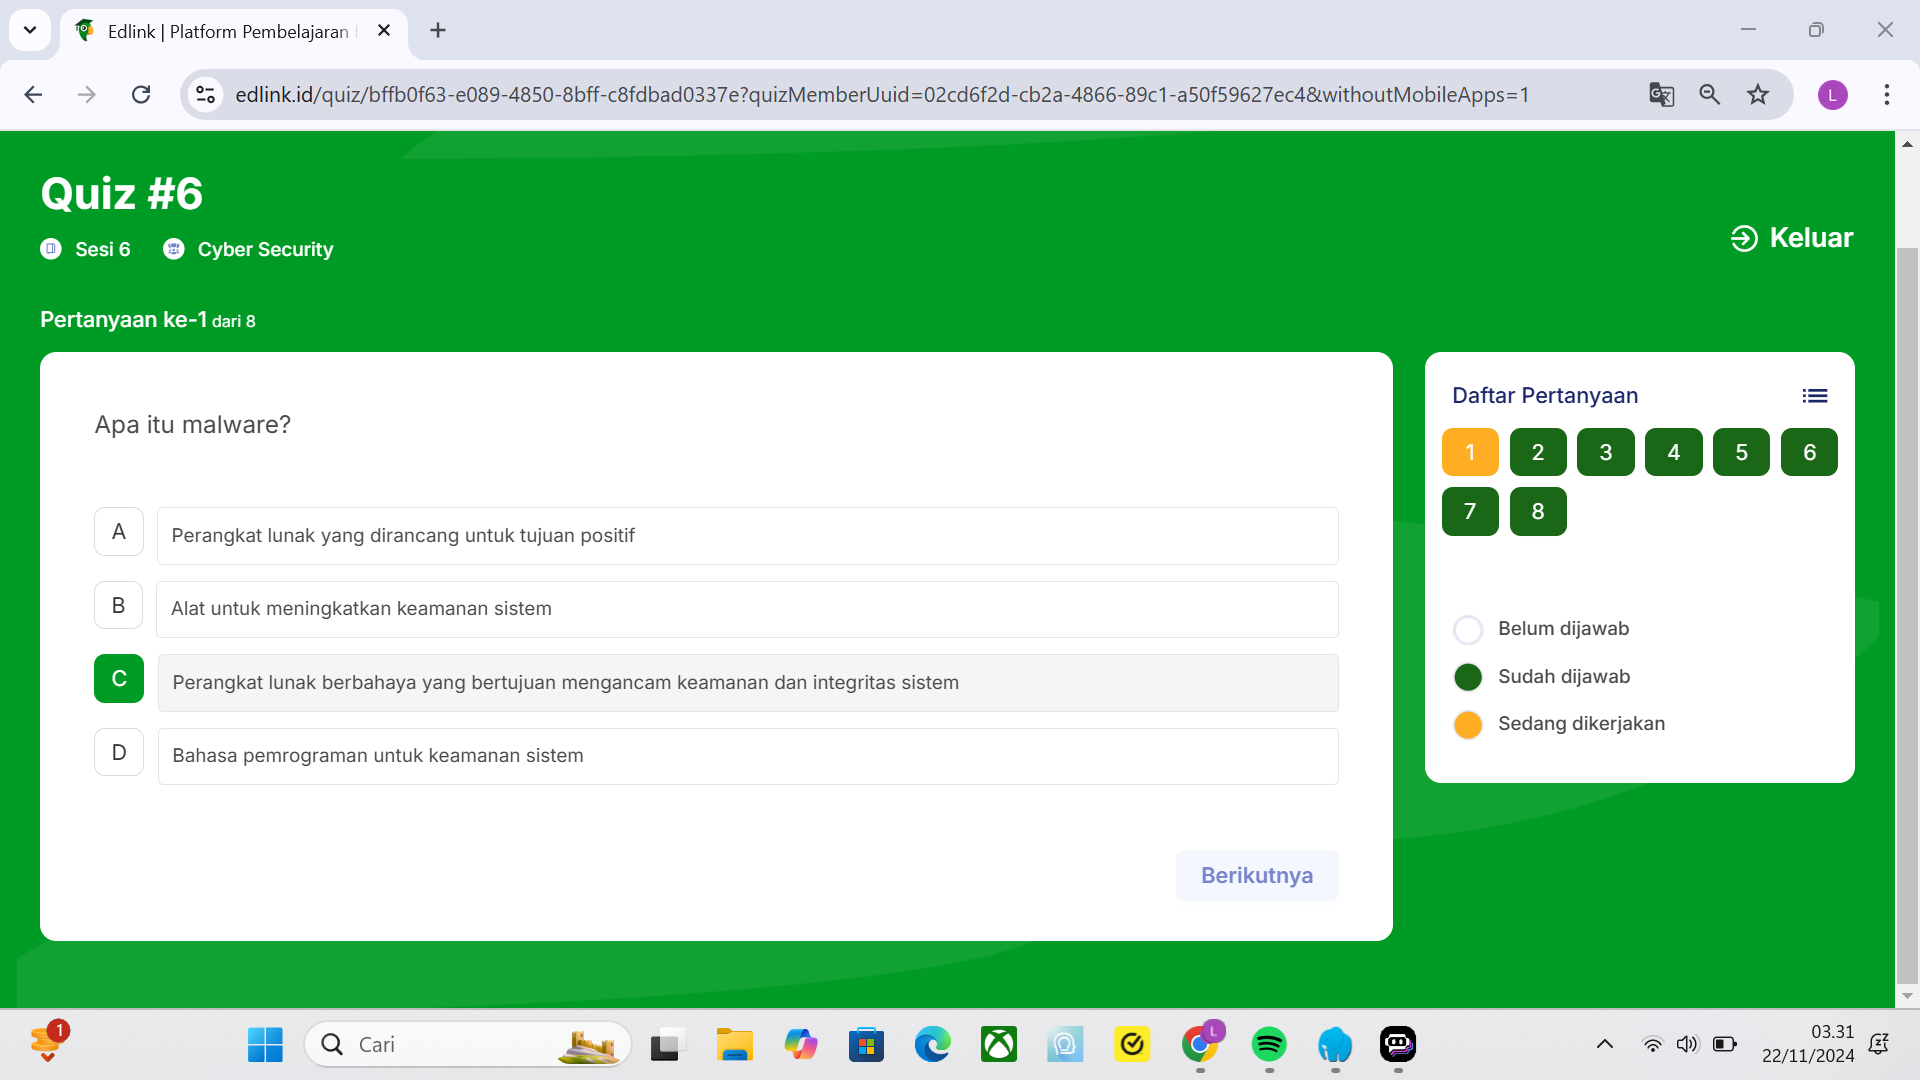 Edlink | Platform Pembelajaran
edlink.id/quiz/bffb0f63-e089-4850-8bff-c8fdbad0337e?quizMemberUuid=02cd6f2d-cb2a-4866-89c1-a50f59627ec4&withoutMobileApps=1
L
Quiz #6
Sesi 6 Cyber Security
Keluar
Pertanyaan ke-1 dari 8
Apa itu malware?
A Perangkat lunak yang dirancang untuk tujuan positif
B Alat untuk meningkatkan keamanan sistem
C Perangkat lunak berbahaya yang bertujuan mengancam keamanan dan integritas sistem
D Bahasa pemrograman untuk keamanan sistem
Berikutnya
Daftar Pertanyaan
1 2 3 4 5 6
7 8
Belum dijawab
Sudah dijawab
Sedang dikerjakan
1
Cari
L
03.31
22/11/2024